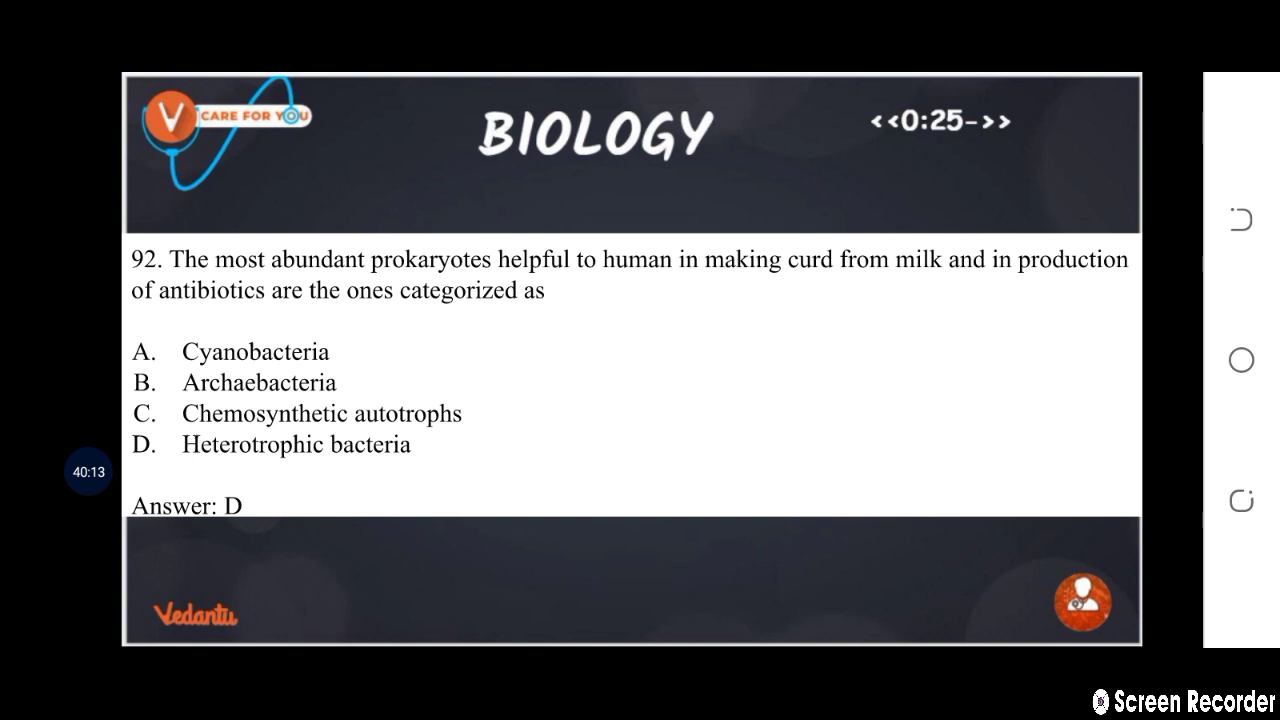 CARE FOR YOU
BIOLOGY
<<0:25->>
92. The most abundant prokaryotes helpful to human in making curd from milk and in production
of antibiotics are the ones categorized as
A. Cyanobacteria
B. Archaebacteria
C. Chemosynthetic autotrophs
D. Heterotrophic bacteria
40:13
Answer: D
Vedantu
Screen Recorder